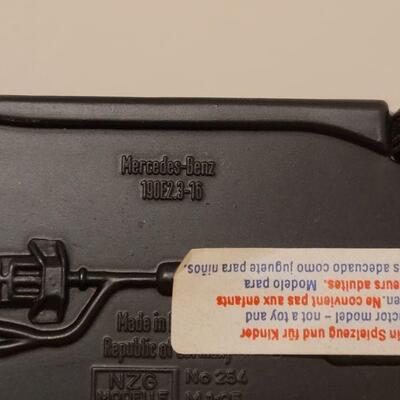 Mercedes-Benz
190E2.3-16
Made in
Republic of Germany
NZG
MODELLE
No 254
in Spielzeug und für Kinder
ctor model – not a toy and
en. Ne convient pas aux enfants
eurs adultes. Modelo para
s adecuado como juguete para niños.